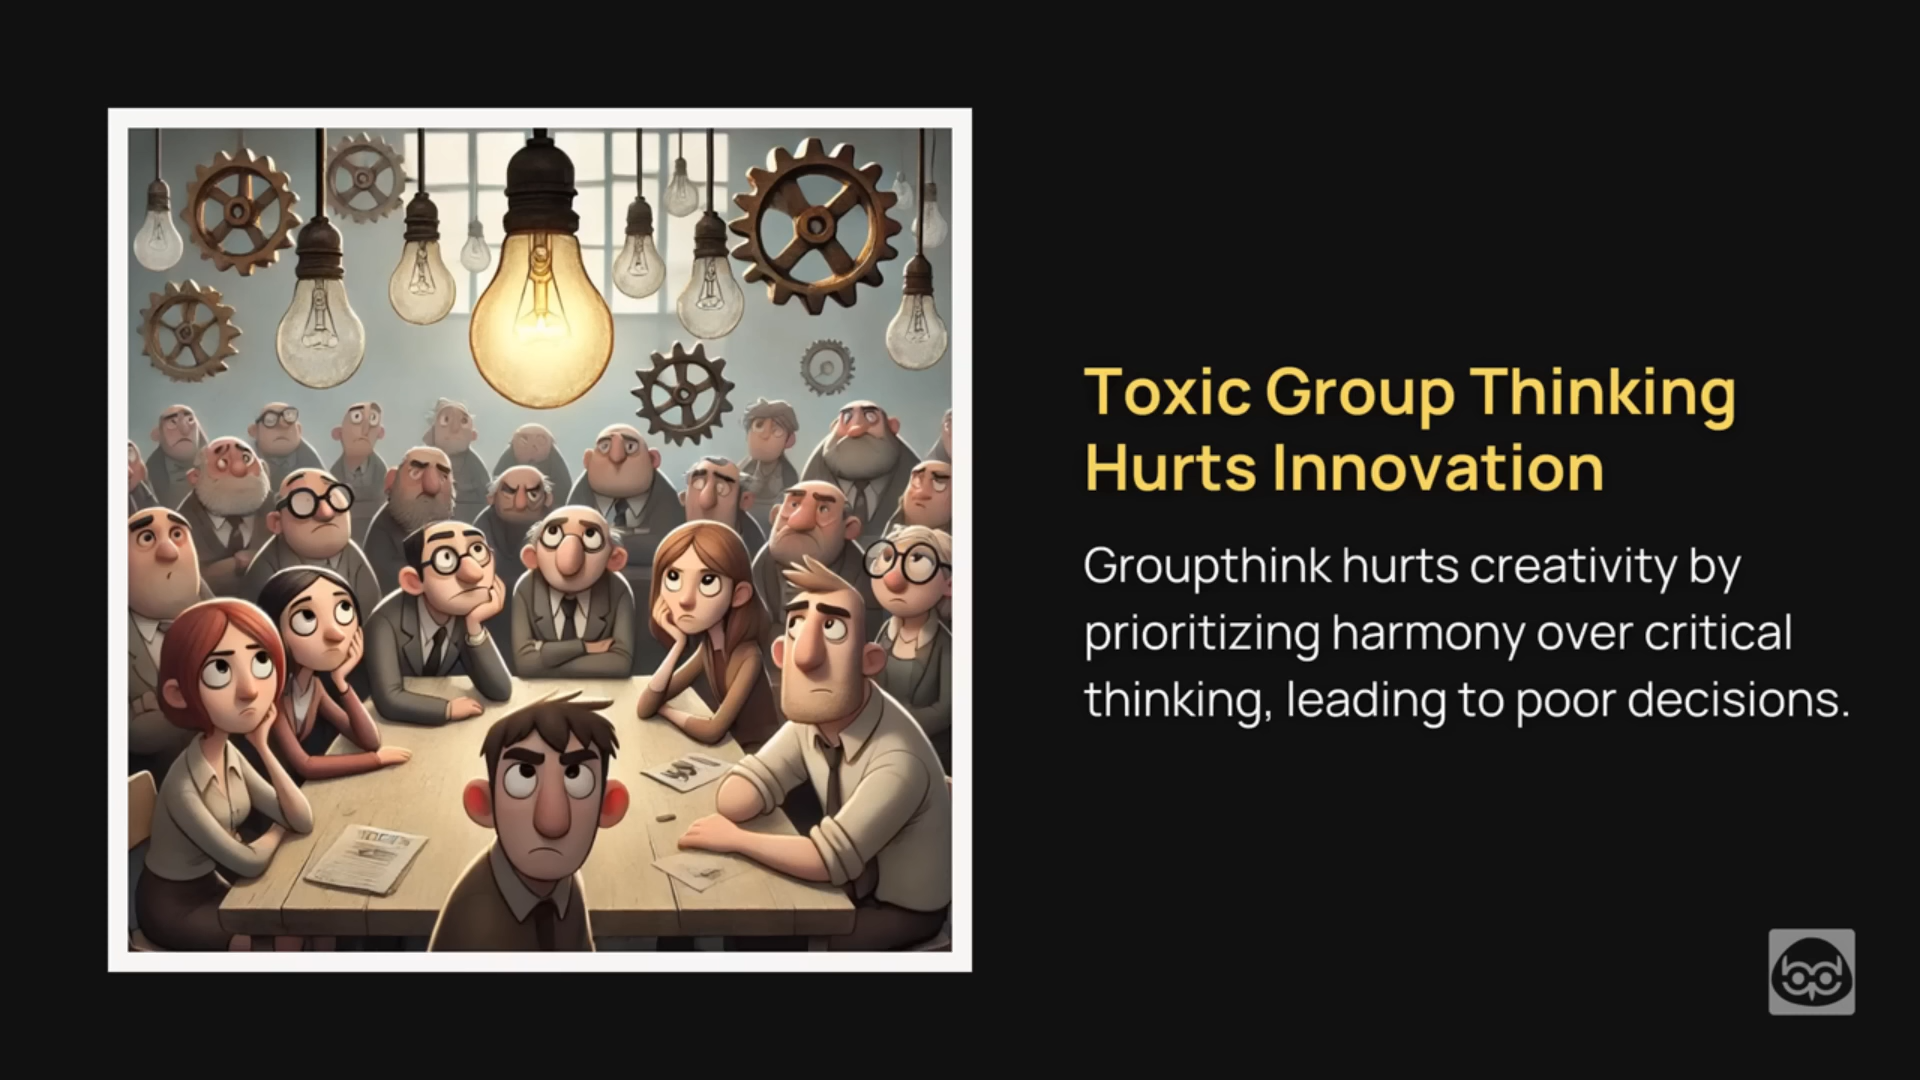 Toxic Group Thinking
Hurts Innovation
Groupthink hurts creativity by
prioritizing harmony over critical
thinking, leading to poor decisions.